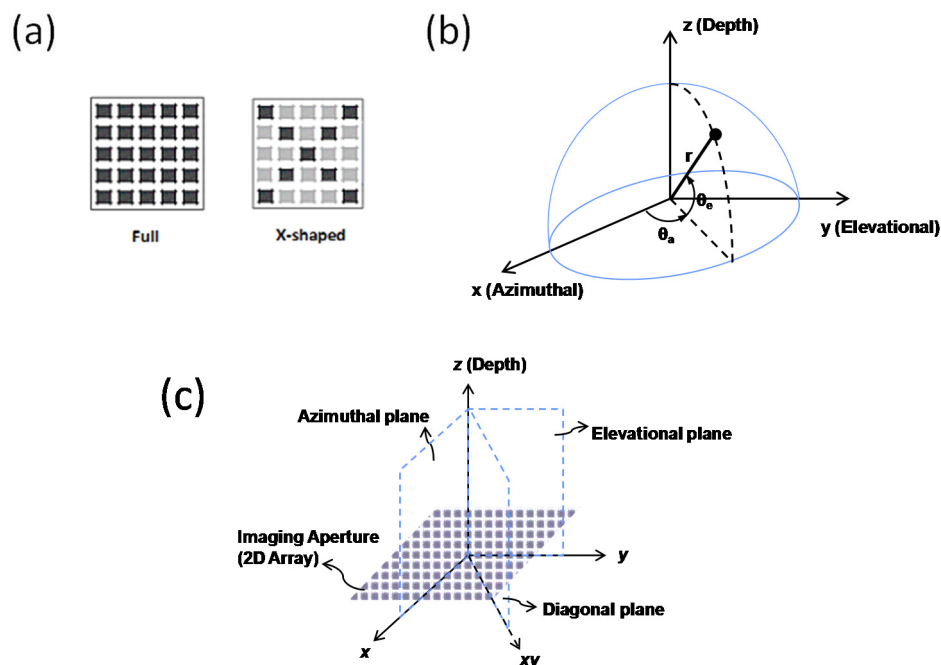 (a)
Full
X-shaped
(b)
z (Depth)
r
θe
θa
y (Elevational)
x (Azimuthal)
(c)
z (Depth)
Azimuthal plane
Elevational plane
Imaging Aperture
(2D Array)
y
Diagonal plane
x
xy